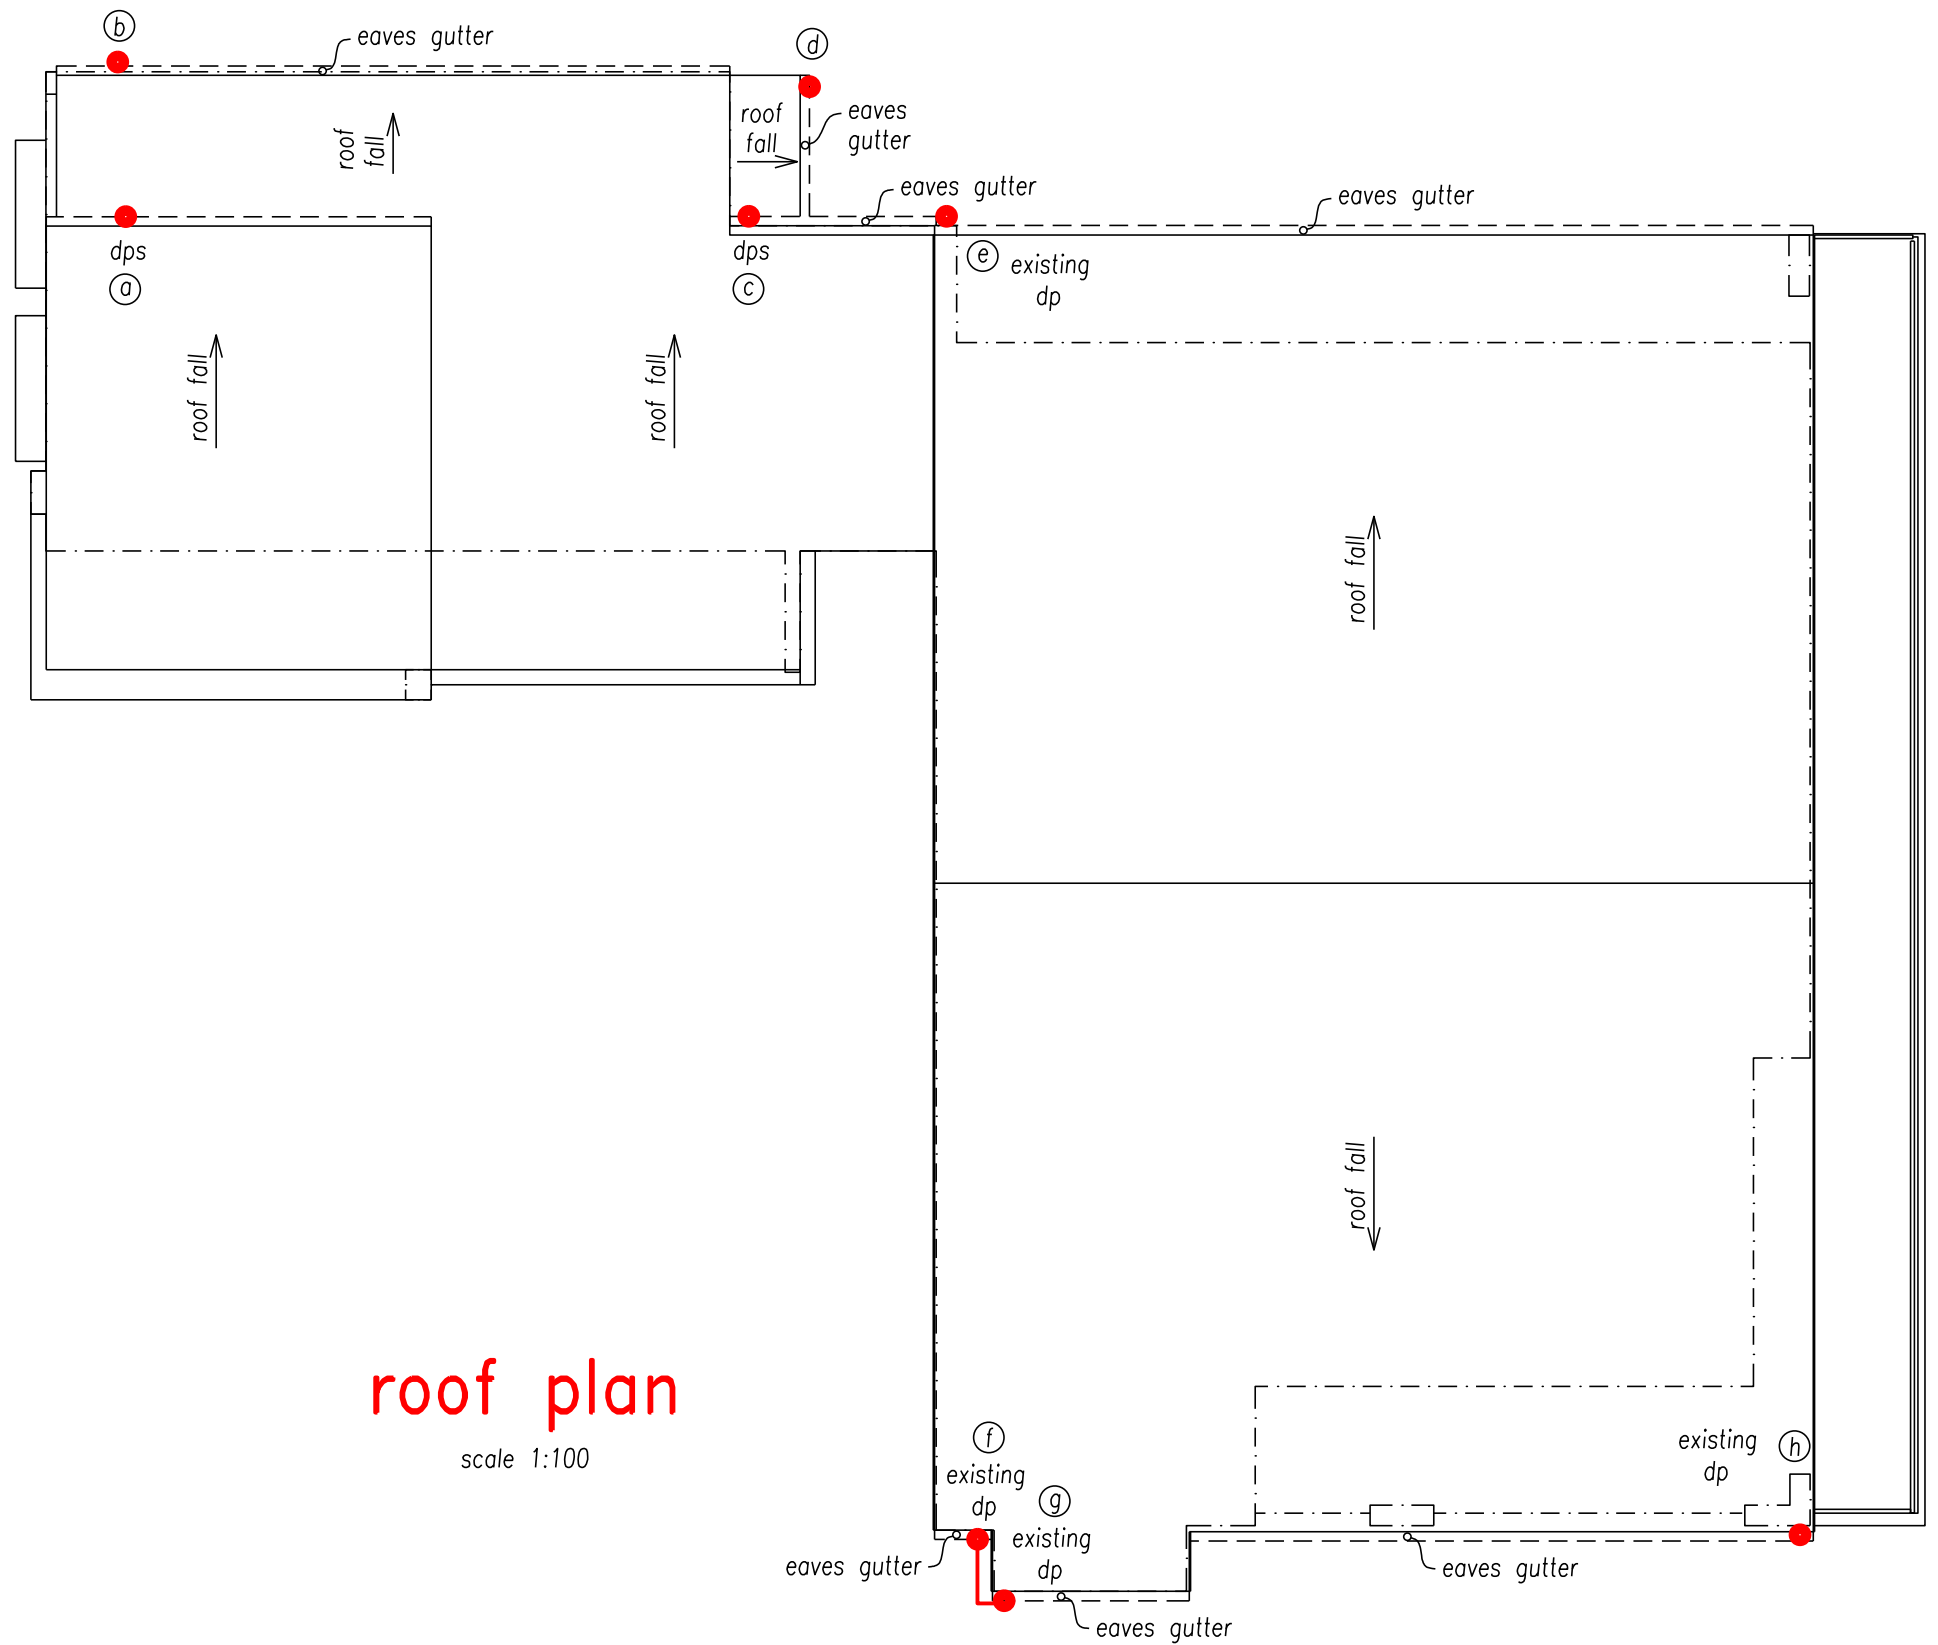 b
eaves gutter
d
roof
fall
eaves
gutter
roof
fall
eaves gutter
eaves gutter
dps
a
dps
c
e
existing
dp
roof fall
roof fall
roof fall
roof fall
roof plan
scale 1:100
f
existing
dp
g
existing
dp
existing
dp
h
eaves gutter
eaves gutter
eaves gutter